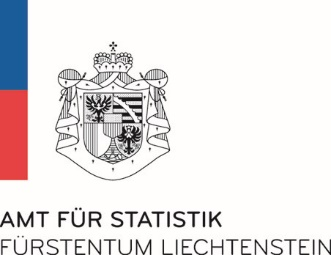 AMT FÜR STATISTIK
FÜRSTENTUM LIECHTENSTEIN